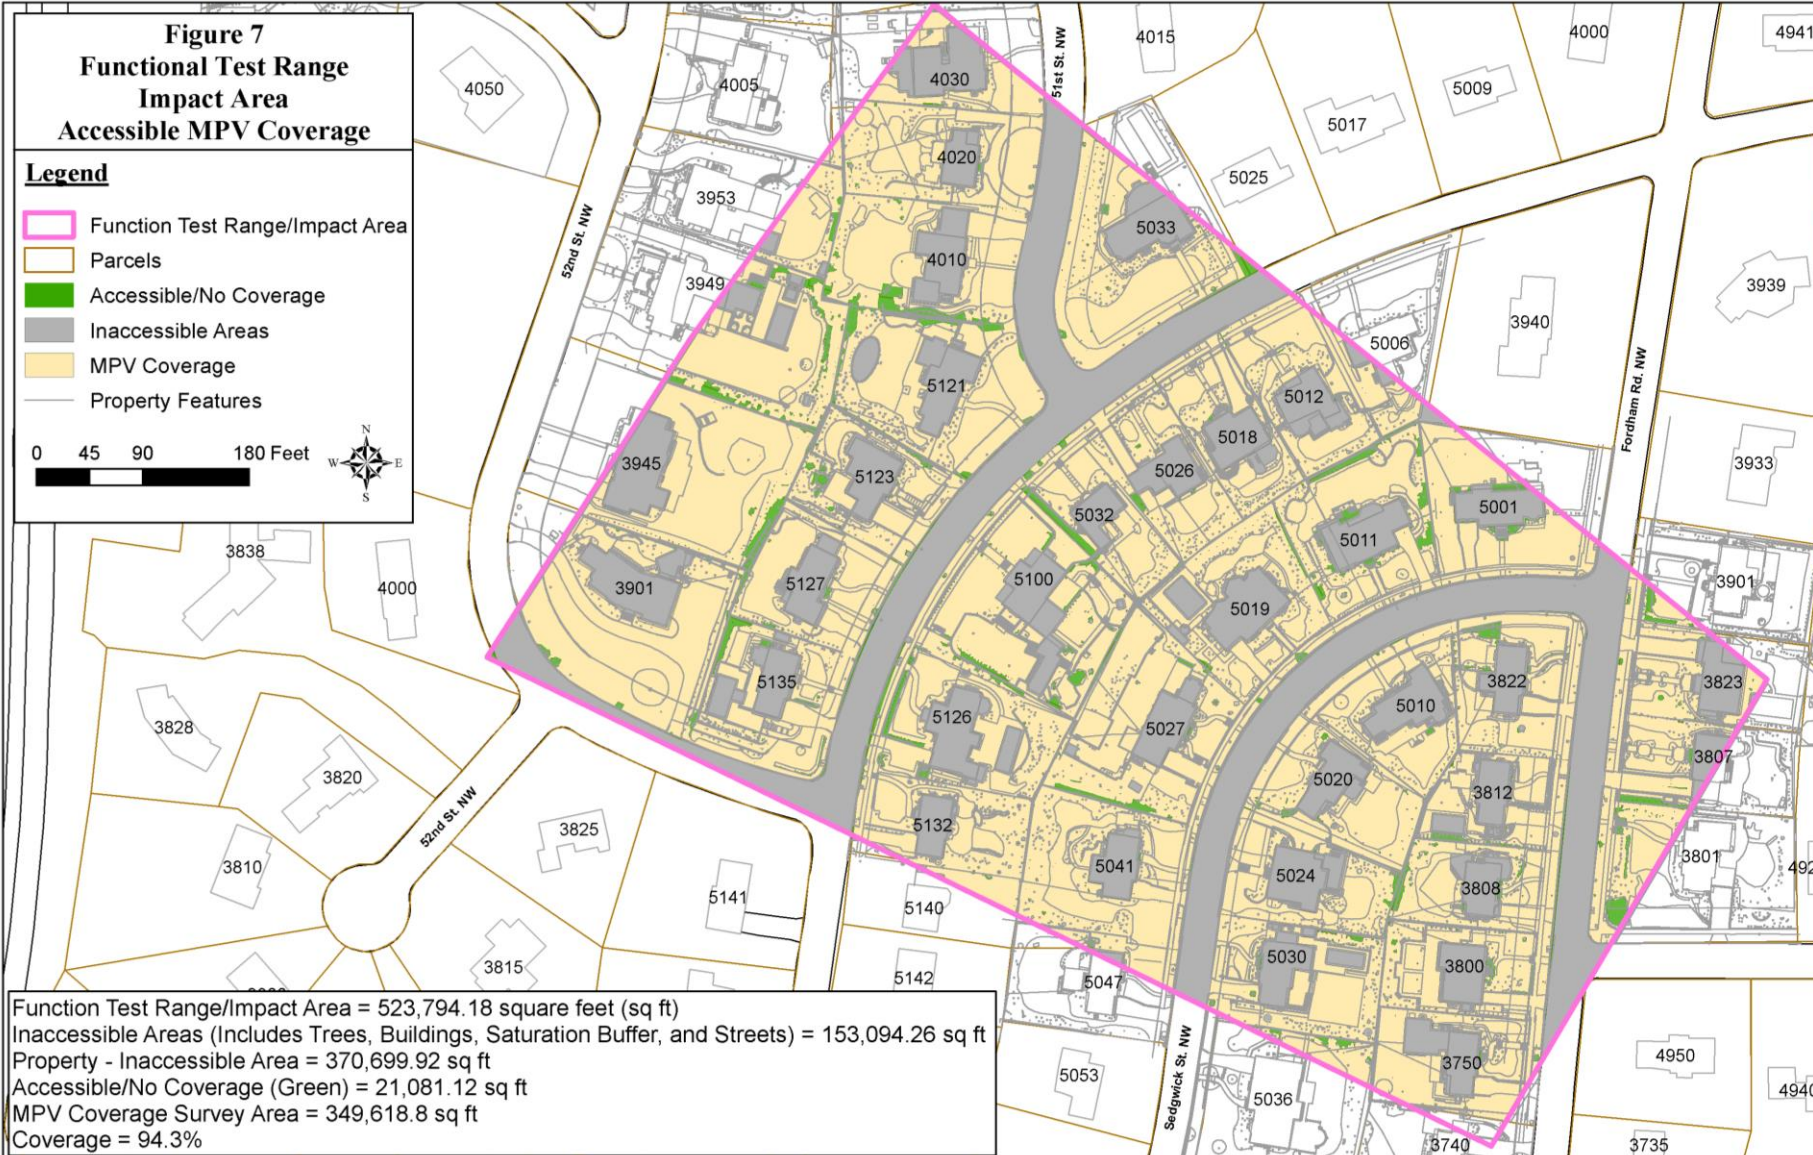 Figure 7
Functional Test Range
Impact Area
Accessible MPV Coverage
Legend
Function Test Range/Impact Area
Parcels
Accessible/No Coverage
Inaccessible Areas
MPV Coverage
Property Features
0 45 90 180 Feet
N
W E
S
4050
4005
4030
51st St. NW
4015
4000
4941
5009
5017
4020
5025
3953
52nd St. NW
5033
4010
3949
3939
3940
5006
5121
5012
5018
Fordham Rd. NW
3945
5123
5026
3933
5001
5032
5011
3838
4000
3901
5127
5100
5019
3901
5135
3822
3823
5010
3828
5126
5027
3807
3820
5020
3812
52nd St. NW
3825
5132
3810
5041
3801
5024
3808
5141
5140
3815
5030
3800
5142
5047
Sedgwick St. NW
5053
3750
4950
4940
5036
3740
3735
Function Test Range/Impact Area = 523,794.18 square feet (sq ft)
Inaccessible Areas (Includes Trees, Buildings, Saturation Buffer, and Streets) = 153,094.26 sq ft
Property - Inaccessible Area = 370,699.92 sq ft
Accessible/No Coverage (Green) = 21,081.12 sq ft
MPV Coverage Survey Area = 349,618.8 sq ft
Coverage = 94.3%